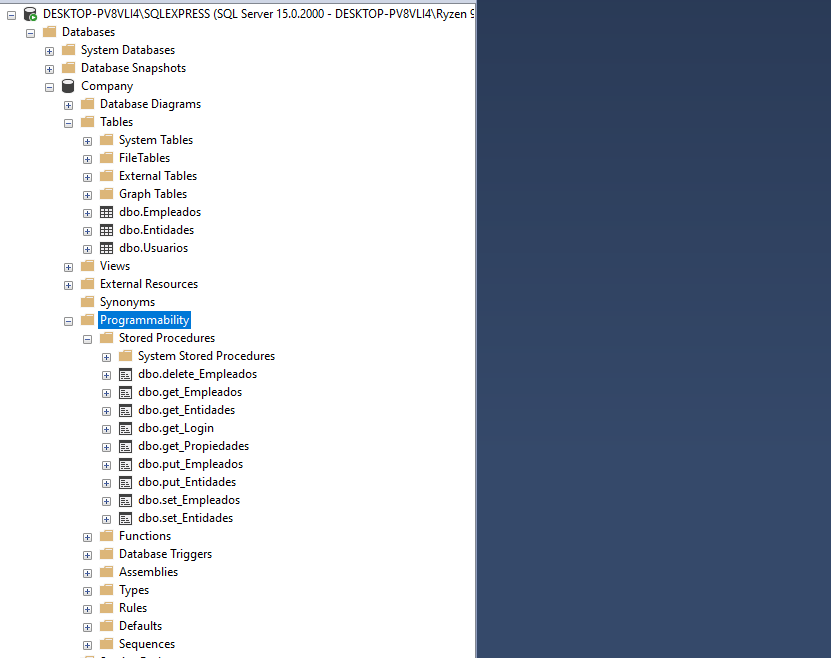 DESKTOP-PV8VLI4\SQLEXPRESS (SQL Server 15.0.2000 - DESKTOP-PV8VLI4\Ryzen 9
Databases
System Databases
Database Snapshots
Company
Database Diagrams
Tables
System Tables
FileTables
External Tables
Graph Tables
dbo.Empleados
dbo.Entidades
dbo.Usuarios
Views
External Resources
Synonyms
Programmability
Stored Procedures
System Stored Procedures
dbo.delete_Empleados
dbo.get_Empleados
dbo.get_Entidades
dbo.get_Login
dbo.get_Propiedades
dbo.put_Empleados
dbo.put_Entidades
dbo.set_Empleados
dbo.set_Entidades
Functions
Database Triggers
Assemblies
Types
Rules
Defaults
Sequences